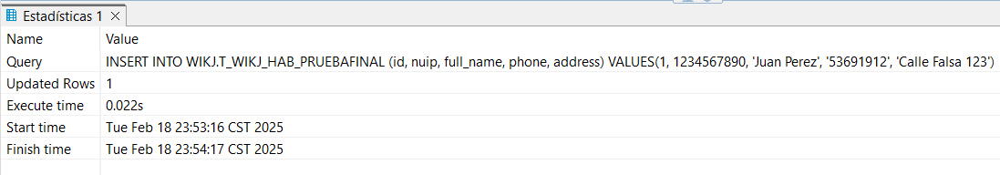 Estadísticas 1
Name Value
Query INSERT INTO WIKJ.T_WIKJ_HAB_PRUEBAFINAL (id, nuip, full_name, phone, address) VALUES(1, 1234567890, 'Juan Perez', '53691912', 'Calle Falsa 123')
Updated Rows 1
Execute time 0.022s
Start time Tue Feb 18 23:53:16 CST 2025
Finish time Tue Feb 18 23:54:17 CST 2025